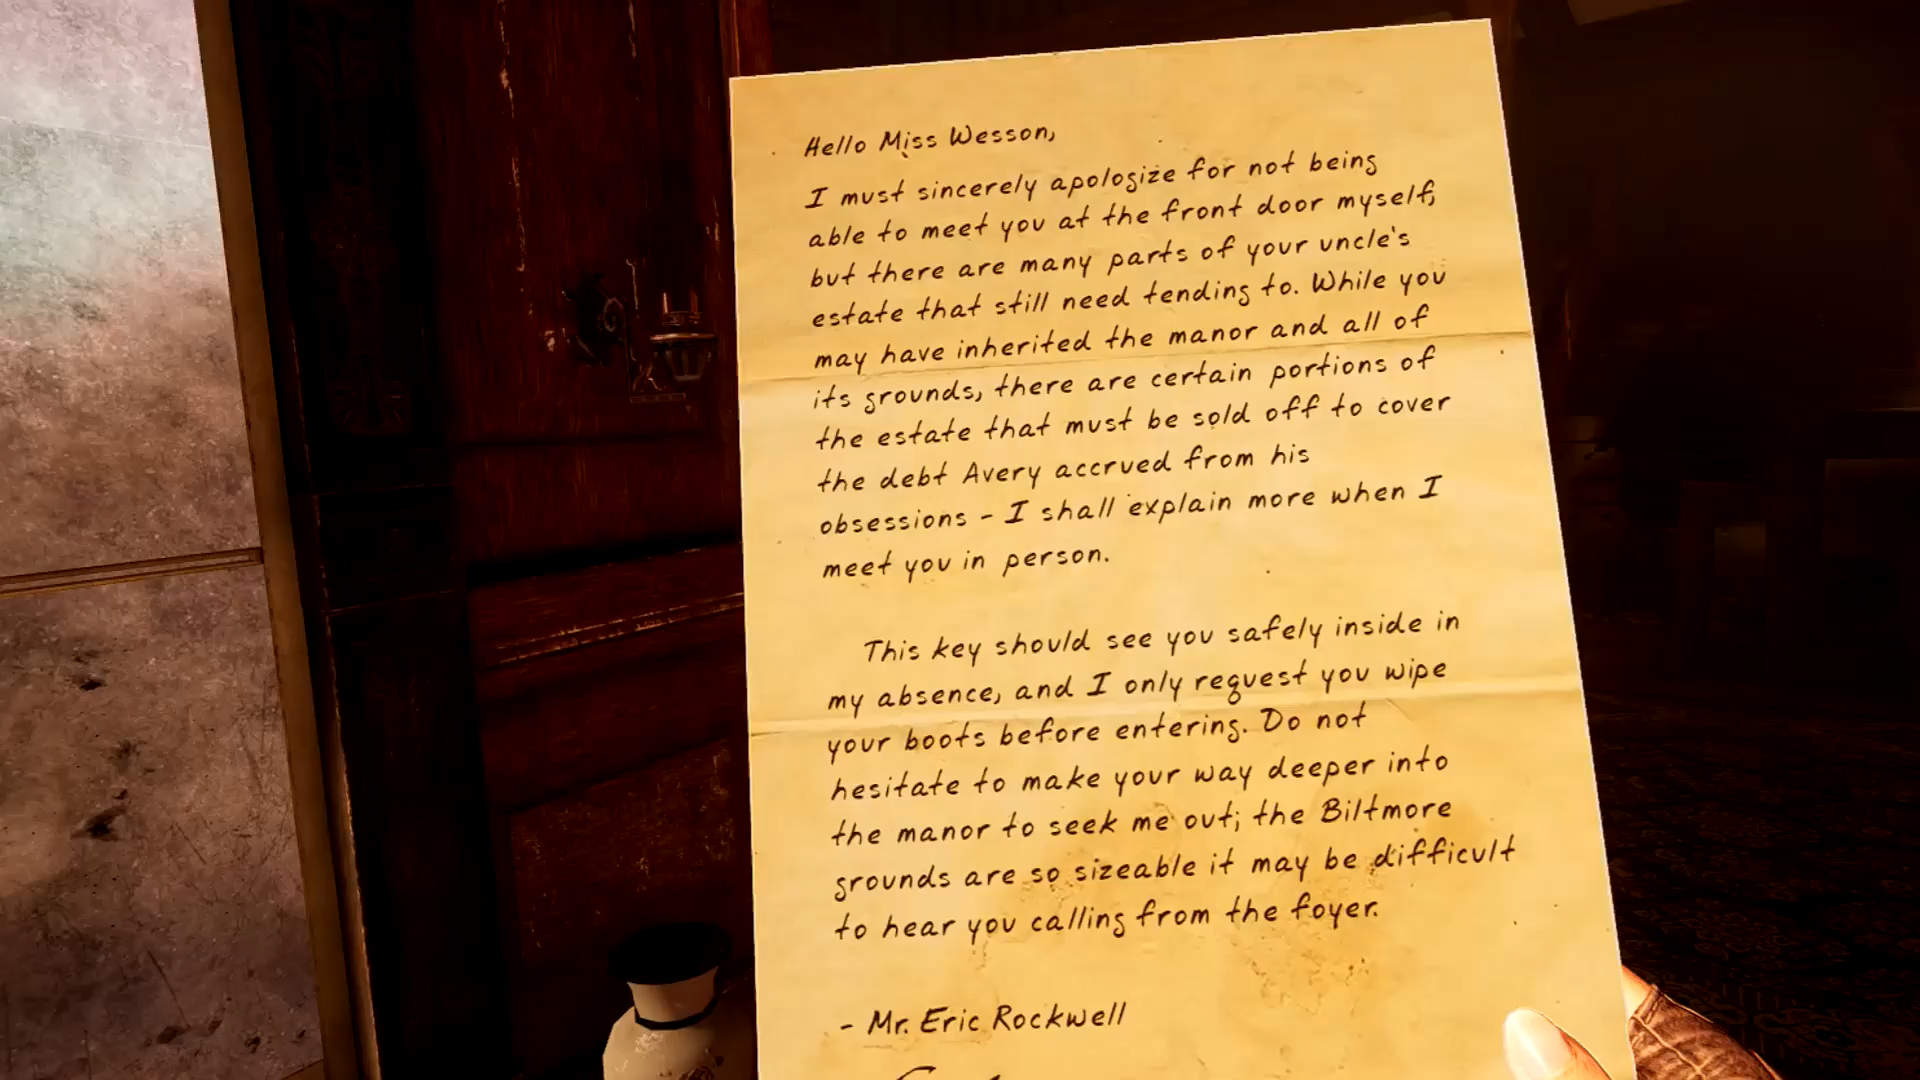 Hello Miss Wesson,
I must sincerely apologize for not being
able to meet you at the front door myself,
but there are many parts of your uncle's
estate that still need tending to. While you
may have inherited the manor and all of
its grounds, there are certain portions of
the estate that must be sold off to cover
the debt Avery accrued from his
obsessions - I shall explain more when I
meet you in person.
This key should see you safely inside in
my absence, and I only request you wipe
your boots before entering. Do not
hesitate to make your way deeper into
the manor to seek me out; the Biltmore
grounds are so sizeable it may be difficult
to hear you calling from the foyer.
- Mr. Eric Rockwell